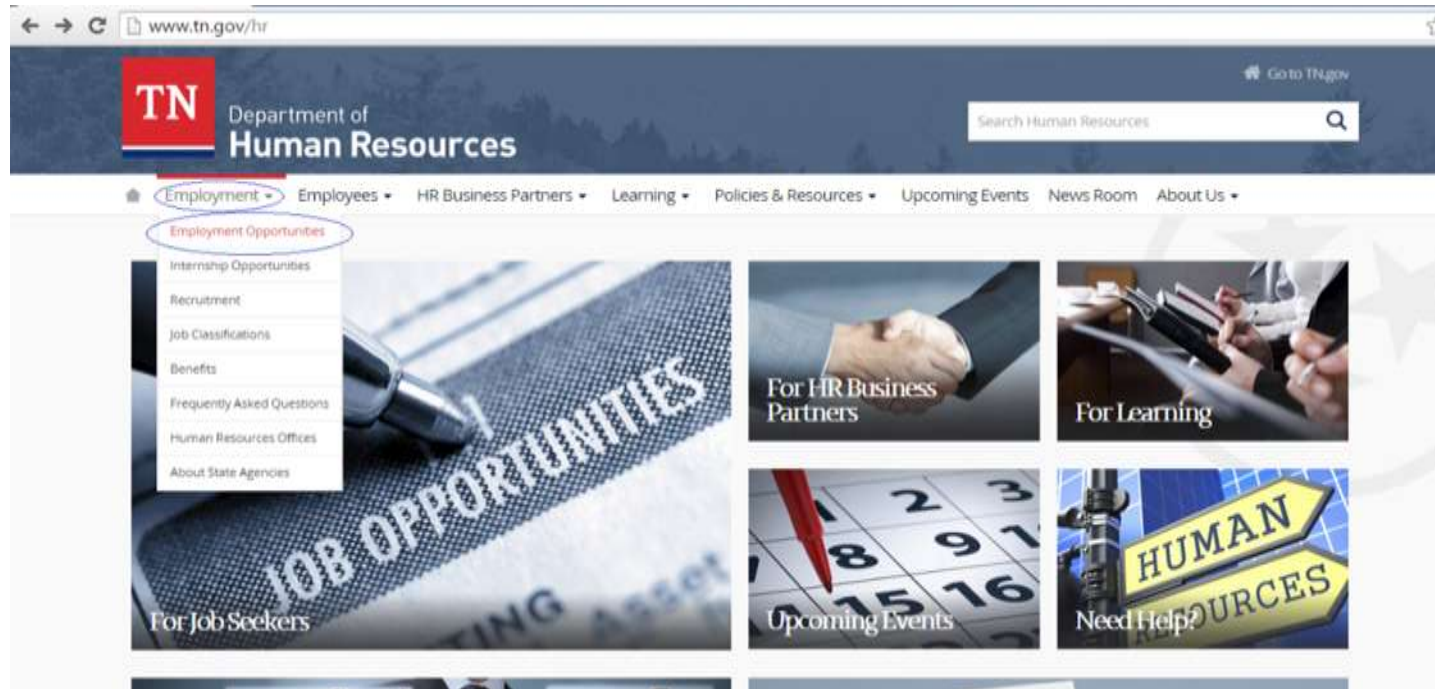 www.tn.gov/hr
Go to TN.gov
TN
Department of
Human Resources
Search Human Resources
Employment Employees HR Business Partners Learning Policies & Resources Upcoming Events News Room About Us
Employment Opportunities
Internship Opportunities
Recruitment
Job Classifications
Benefits
Frequently Asked Questions
Human Resources Offices
About State Agencies
JOB OPPORTUNITIES
For Job Seekers
For HR Business
Partners
For Learning
1 2 3
8 9 1
14 15 16
Upcoming Events
HUMAN
RESOURCES
Need Help?